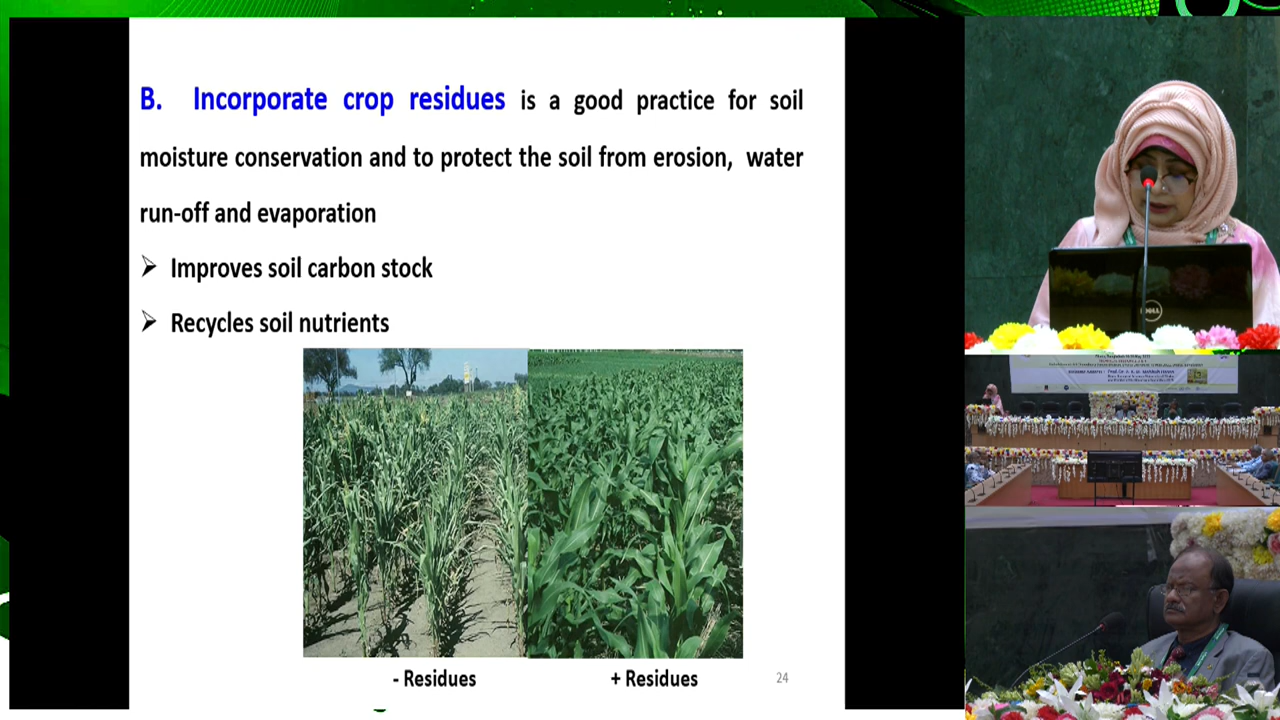 B. Incorporate crop residues is a good practice for soil
moisture conservation and to protect the soil from erosion, water
run-off and evaporation
➢ Improves soil carbon stock
➢ Recycles soil nutrients
- Residues + Residues
24
DELL